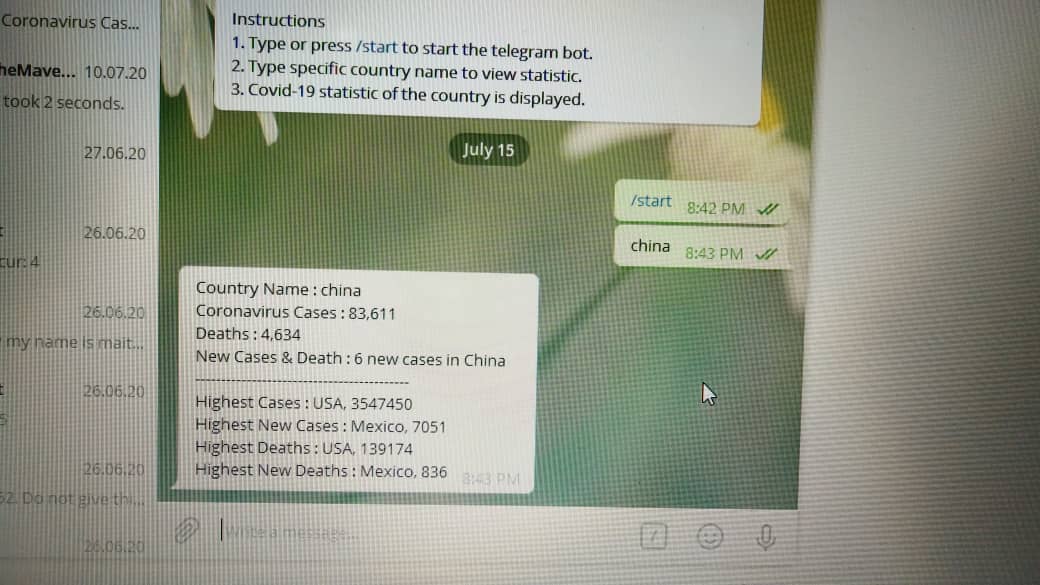 Coronavirus Cas...
heMave... 10.07.20
took 2 seconds.
27.06.20
26.06.20
cur: 4
26.06.20
my name is mait...
26.06.20
5
26.06.20
52. Do not give thi...
26.06.20
Instructions
1. Type or press /start to start the telegram bot.
2. Type specific country name to view statistic.
3. Covid-19 statistic of the country is displayed.
July 15
/start 8:42 PM
china 8:43 PM
Country Name : china
Coronavirus Cases : 83,611
Deaths : 4,634
New Cases & Death : 6 new cases in China
-----------------------------------------
Highest Cases : USA, 3547450
Highest New Cases : Mexico, 7051
Highest Deaths : USA, 139174
Highest New Deaths : Mexico, 836 8:43 PM
Write a message...